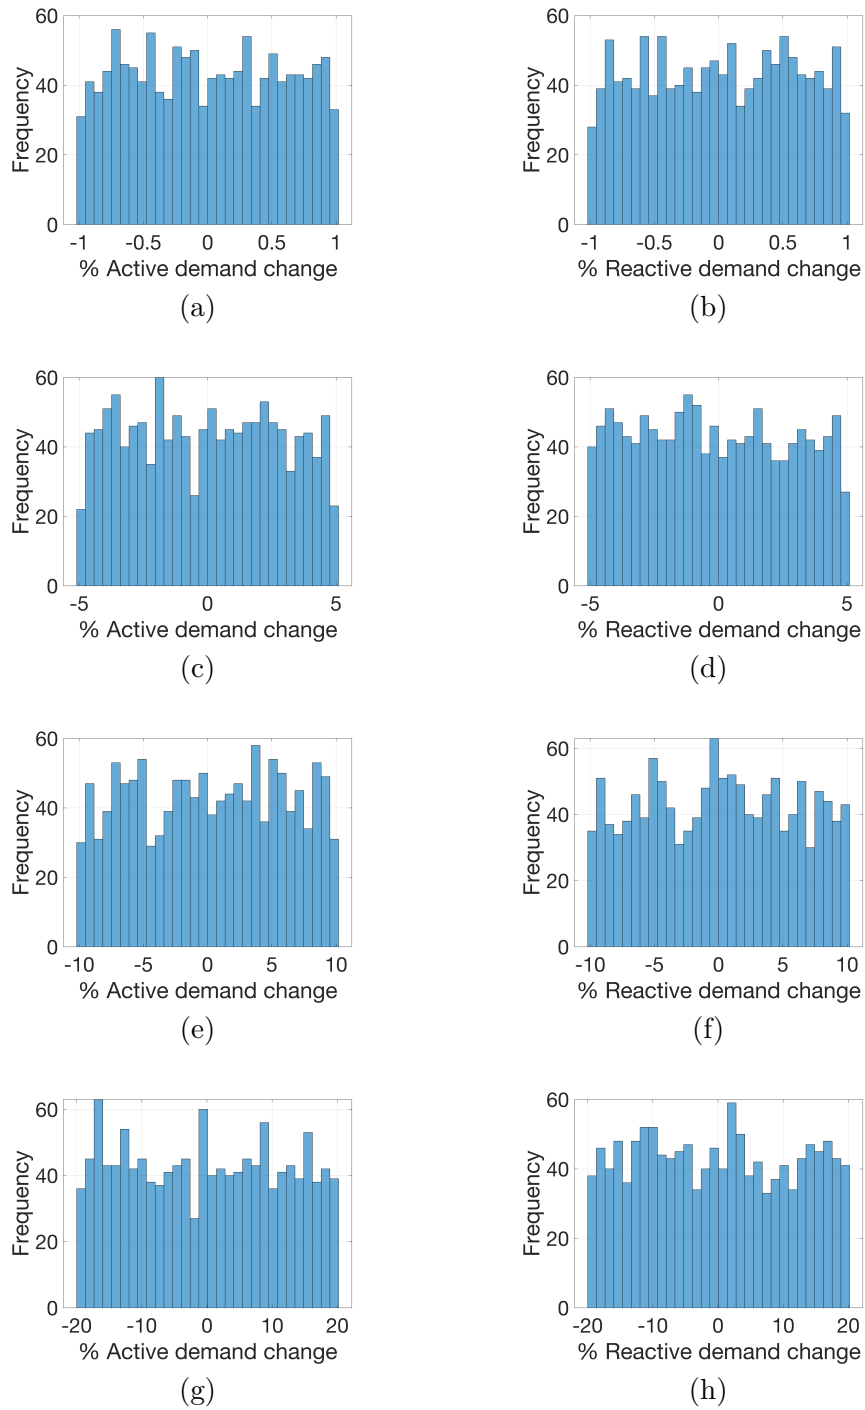 60
40
20
0
Frequency
-1 -0.5 0 0.5 1
% Active demand change
(a)
60
40
20
0
Frequency
-1 -0.5 0 0.5 1
% Reactive demand change
(b)
60
40
20
0
Frequency
-5 0 5
% Active demand change
(c)
60
40
20
0
Frequency
-5 0 5
% Reactive demand change
(d)
60
40
20
0
Frequency
-10 -5 0 5 10
% Active demand change
(e)
60
40
20
0
Frequency
-10 -5 0 5 10
% Reactive demand change
(f)
60
40
20
0
Frequency
-20 -10 0 10 20
% Active demand change
(g)
60
40
20
0
Frequency
-20 -10 0 10 20
% Reactive demand change
(h)